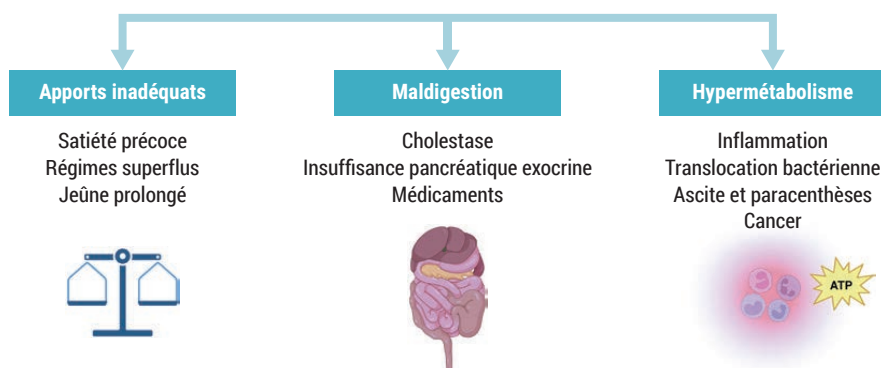 Apports inadéquats
Satiété précoce
Régimes superflus
Jeûne prolongé
Maldigestion
Cholestase
Insuffisance pancréatique exocrine
Médicaments
Hypermétabolisme
Inflammation
Translocation bactérienne
Ascite et paracenthèses
Cancer
ATP